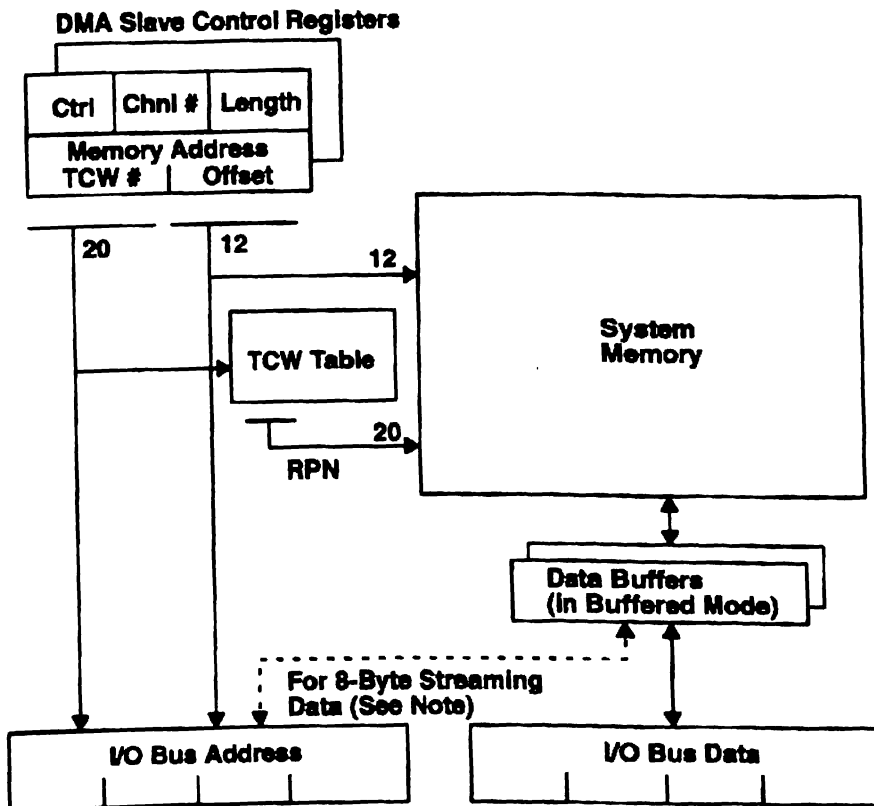 DMA Slave Control Registers
Ctrl Chnl # Length
Memory Address
TCW # Offset
20 12
12
System
Memory
TCW Table
20
RPN
Data Buffers
(In Buffered Mode)
For 8-Byte Streaming
Data (See Note)
I/O Bus Address
I/O Bus Data